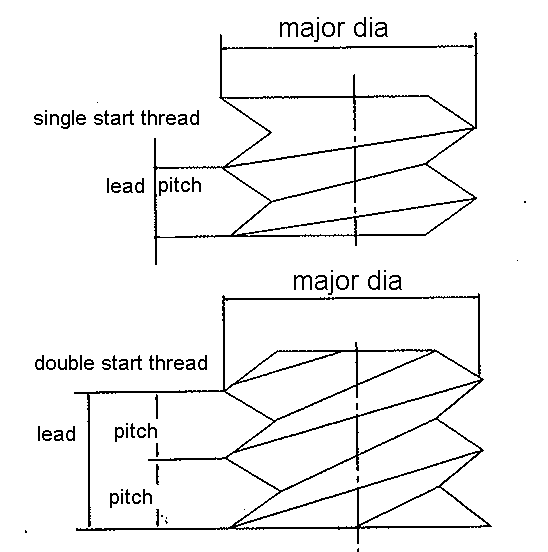 major dia
single start thread
lead pitch
major dia
double start thread
lead
pitch
pitch